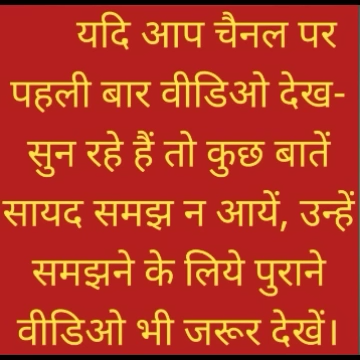 यदि आप चैनल पर
पहली बार वीडिओ देख-
सुन रहे हैं तो कुछ बातें
सायद समझ न आयें, उन्हें
समझने के लिये पुराने
वीडिओ भी जरूर देखें।